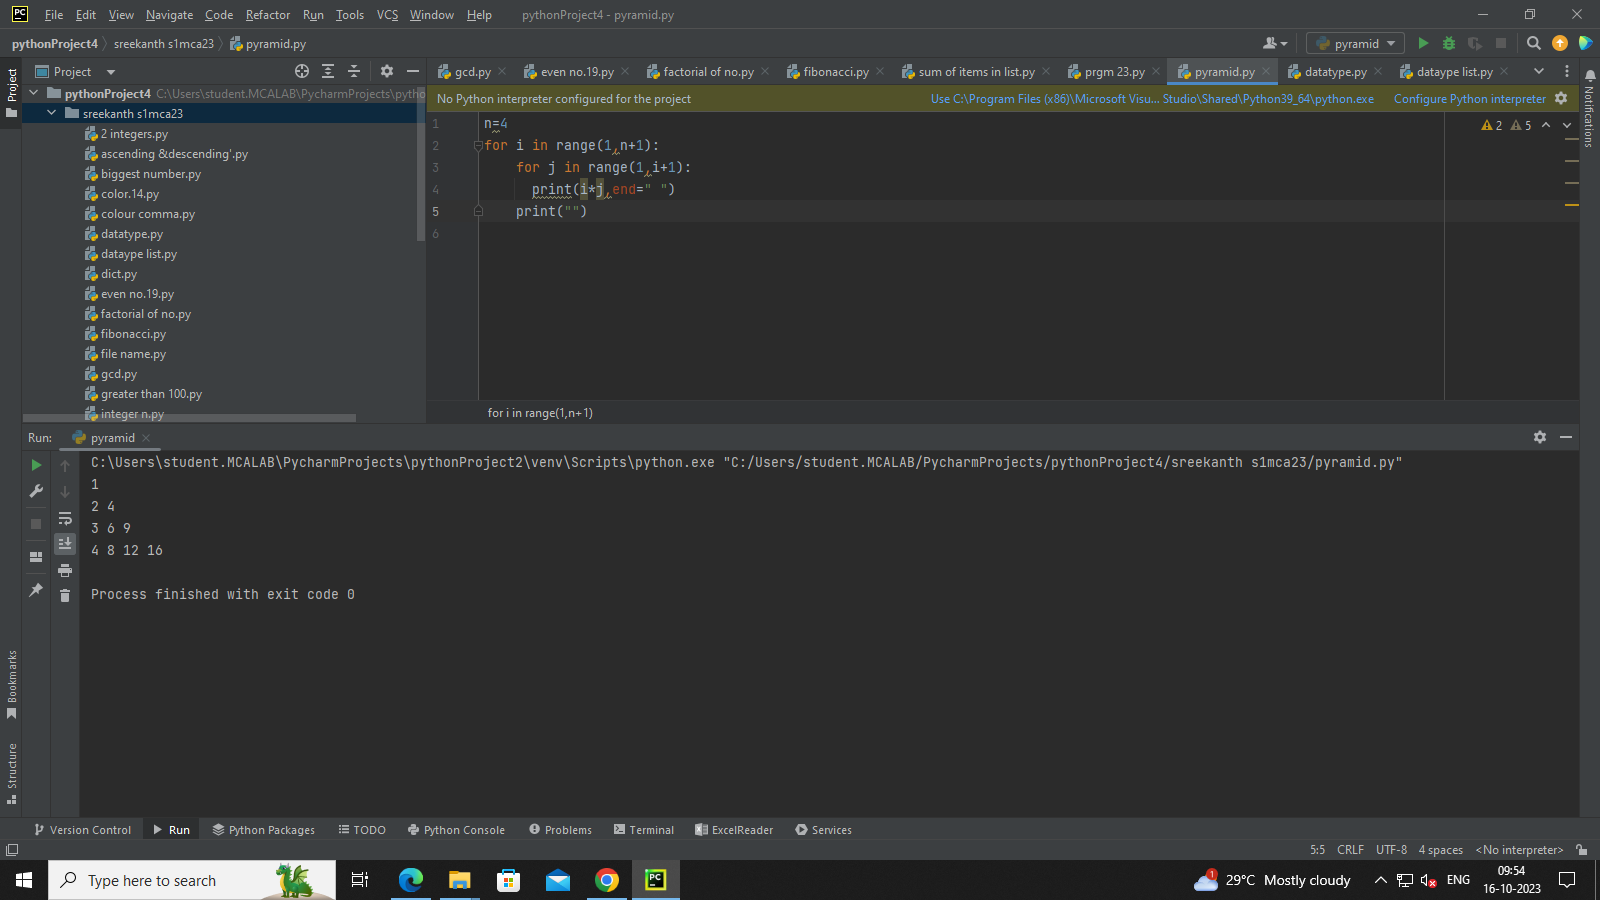 PC File Edit View Navigate Code Refactor Run Tools VCS Window Help pythonProject4 - pyramid.py
pythonProject4 sreekanth s1mca23 pyramid.py pyramid
Project
Project
gcd.py even no.19.py factorial of no.py fibonacci.py sum of items in list.py prgm 23.py pyramid.py datatype.py dataype list.py
Notifications
pythonProject4 C:\Users\student.MCALAB\PycharmProjects\pytho
sreekanth s1mca23
2 integers.py
ascending &descending'.py
biggest number.py
color.14.py
colour comma.py
datatype.py
dataype list.py
dict.py
even no.19.py
factorial of no.py
fibonacci.py
file name.py
gcd.py
greater than 100.py
integer n.py
No Python interpreter configured for the project Use C:\Program Files (x86)\Microsoft Visu... Studio\Shared\Python39_64\python.exe Configure Python interpreter
2 5
1 n=4
2 for i in range(1,n+1):
3 for j in range(1,i+1):
4 print(i*j,end=" ")
5 print("")
6
for i in range(1,n+1)
Run: pyramid
C:\Users\student.MCALAB\PycharmProjects\pythonProject2\venv\Scripts\python.exe "C:/Users/student.MCALAB/PycharmProjects/pythonProject4/sreekanth s1mca23/pyramid.py"
1
2 4
3 6 9
4 8 12 16
Process finished with exit code 0
Bookmarks
Structure
Version Control Run Python Packages TODO Python Console Problems Terminal ExcelReader Services
5:5 CRLF UTF-8 4 spaces <No interpreter>
Type here to search PC 1 29°C Mostly cloudy ENG 09:54
16-10-2023